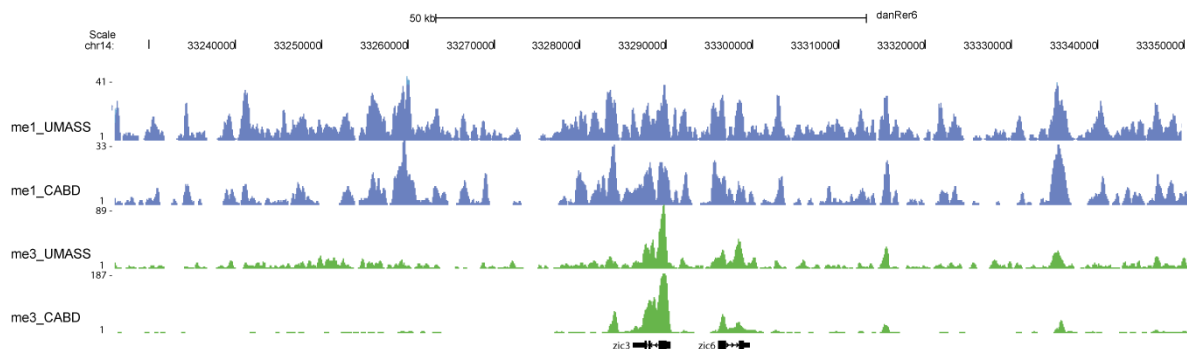 50 kb danRer6
Scale
chr14: 33240000 33250000 33260000 33270000 33280000 33290000 33300000 33310000 33320000 33330000 33340000 33350000
41 -
me1_UMASS
1
33 -
me1_CABD
1
89 -
me3_UMASS
1
187 -
me3_CABD
1
zic3 zic6